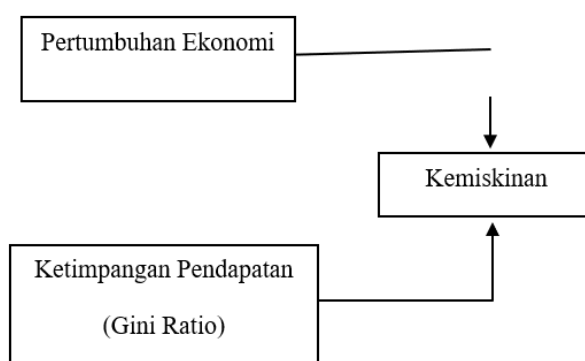 Pertumbuhan Ekonomi
Kemiskinan
Ketimpangan Pendapatan
(Gini Ratio)